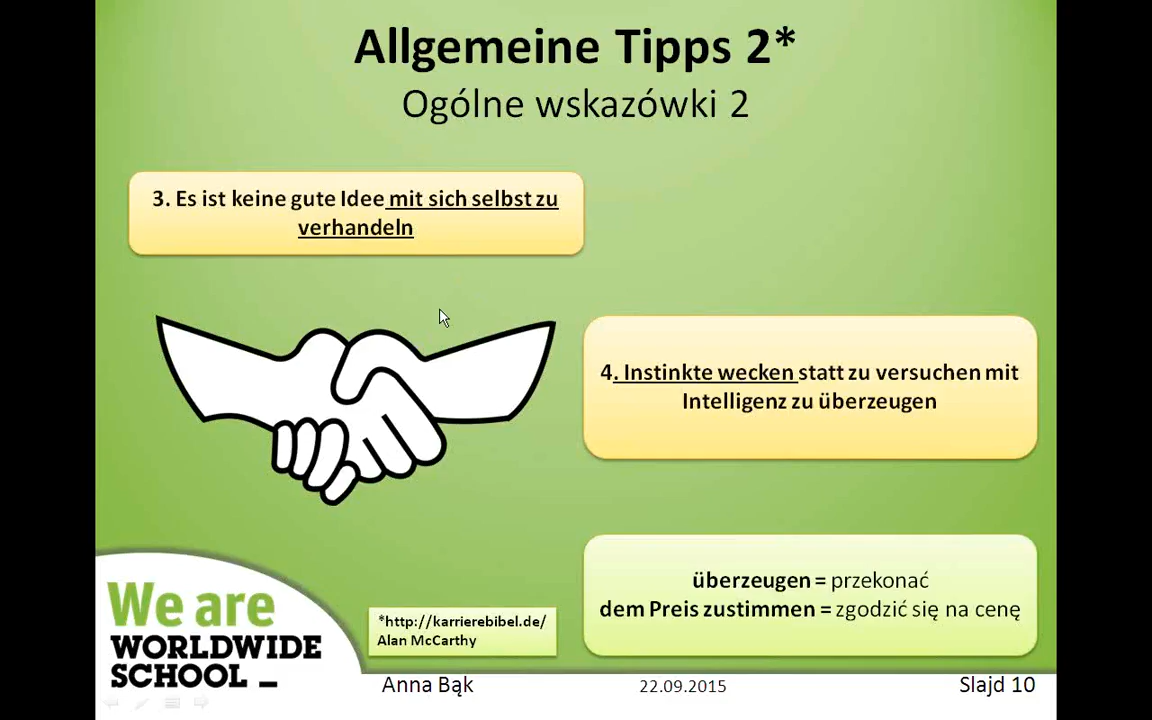 Allgemeine Tipps 2*
Ogólne wskazówki 2
3. Es ist keine gute Idee mit sich selbst zu
verhandeln
4. Instinkte wecken statt zu versuchen mit
Intelligenz zu überzeugen
überzeugen = przekonać
dem Preis zustimmen = zgodzić się na cenę
*http://karrierebibel.de/
Alan McCarthy
We are
WORLDWIDE
SCHOOL _
Anna Bąk
22.09.2015
Slajd 10